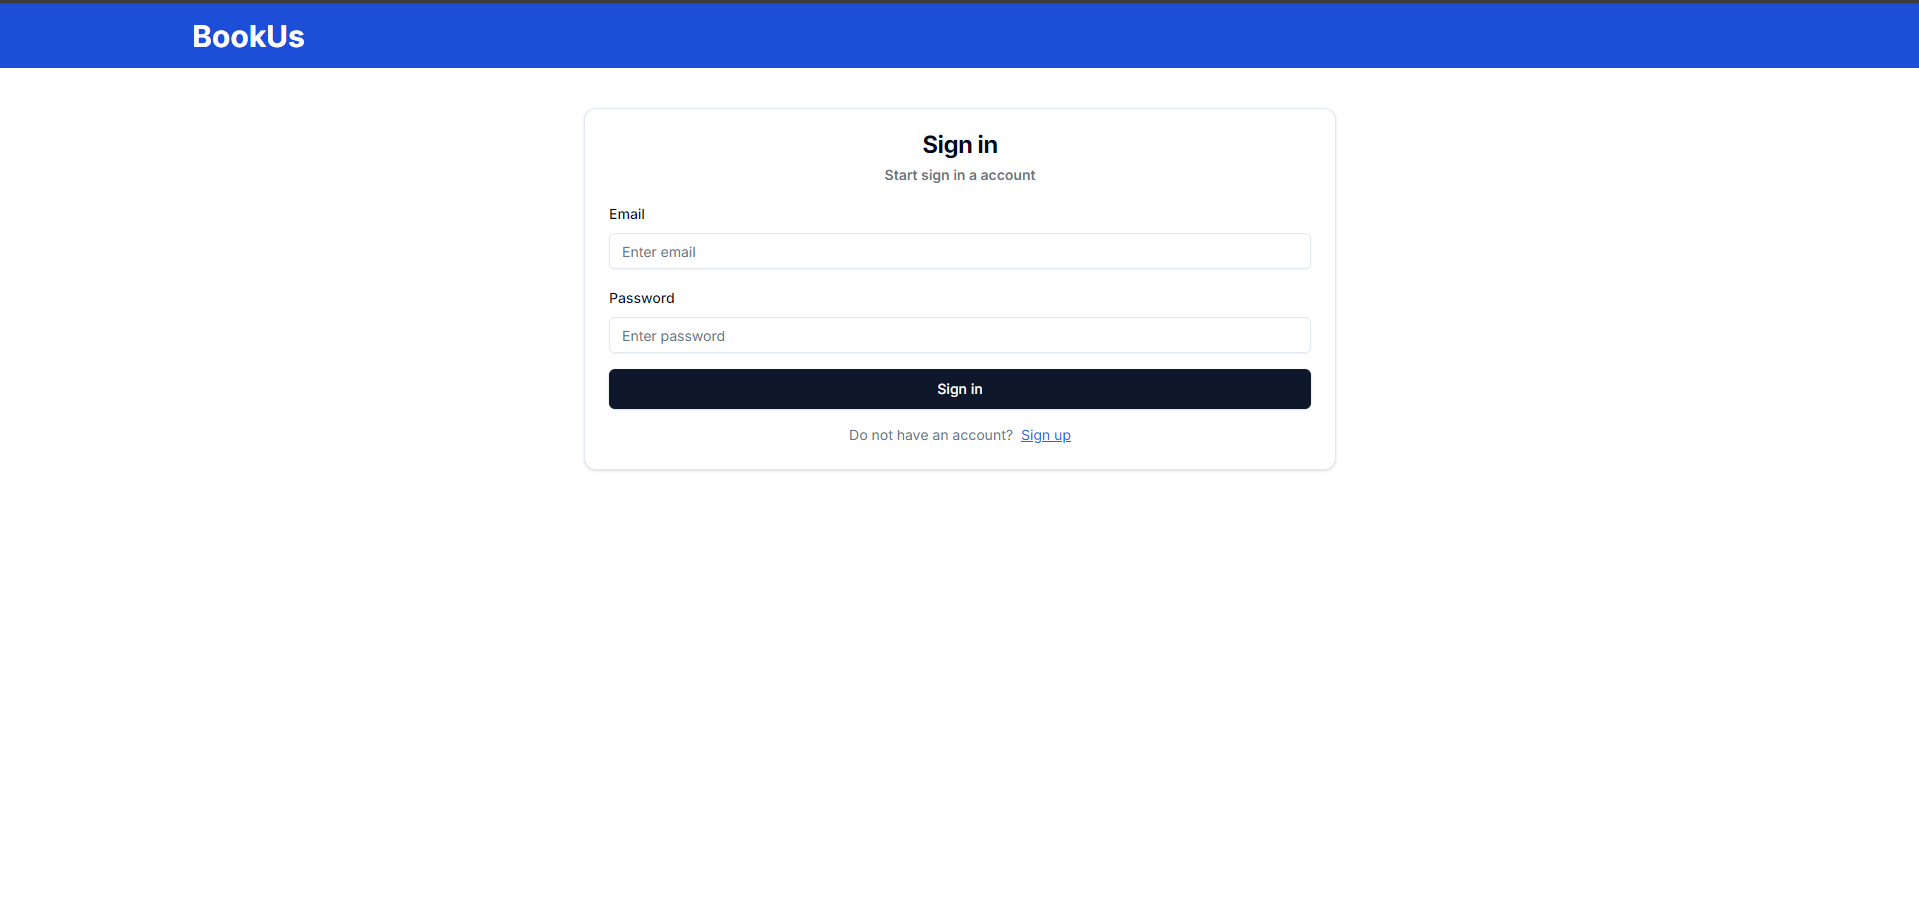 BookUs
Sign in
Start sign in a account
Email
Enter email
Password
Enter password
Sign in
Do not have an account? Sign up